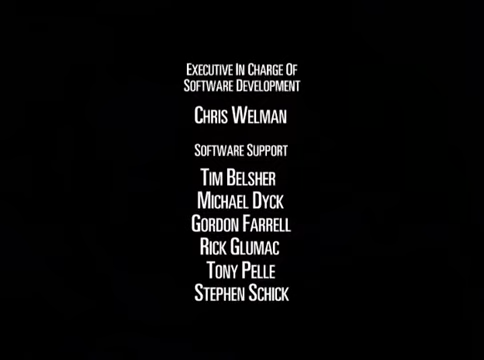 EXECUTIVE IN CHARGE OF
SOFTWARE DEVELOPMENT
CHRIS WELMAN
SOFTWARE SUPPORT
TIM BELSHER
MICHAEL DYCK
GORDON FARRELL
RICK GLUMAC
TONY PELLE
STEPHEN SCHICK